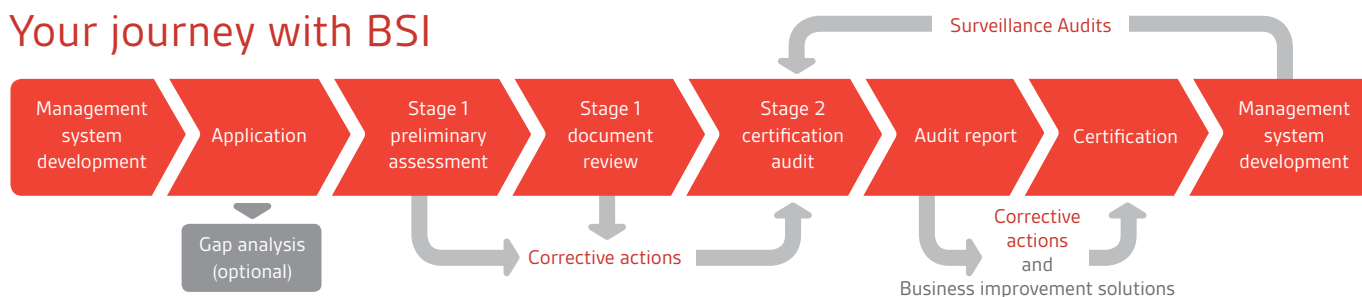 Your journey with BSI
Surveillance Audits
Management
system
development
Application
Stage 1
preliminary
assessment
Stage 1
document
review
Stage 2
certification
audit
Audit report
Certification
Management
system
development
Gap analysis
(optional)
Corrective actions
Corrective
actions
and
Business improvement solutions